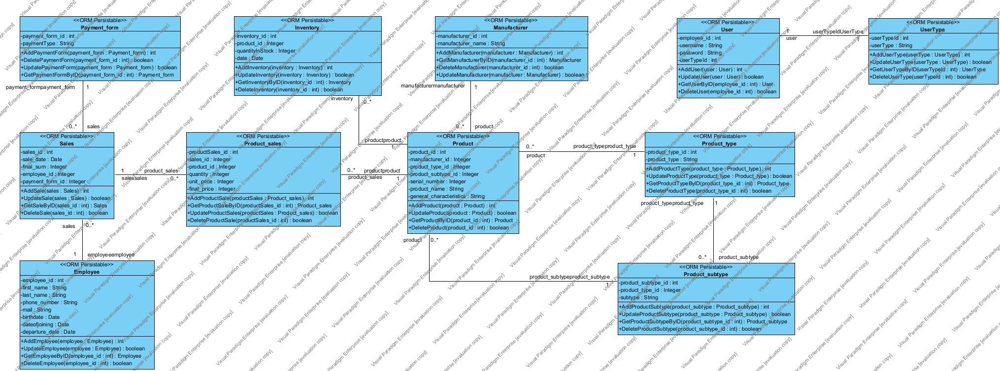 <<ORM Persistable>>
Payment_form
-payment_form_id : int
-paymentType : String
+AddPaymentForm(payment_form : Payment_form) : int
+DeletePaymentForm(payment_form_id : int) : boolean
+UpdatePaymentForm(payment_form : Payment_form) : boolean
+GetPaymentFormByID(payment_form_id : int) : Payment_form
<<ORM Persistable>>
Inventory
-inventory_id : int
-product_id : Integer
-quantityInStock : Integer
-date : Date
+AddInventory(inventory : Inventory) : int
+UpdateInventory(inventory : Inventory) : boolean
+GetInventoryByID(inventory_id : int) : Inventory
+DeleteInventory(inventory_id : int) : boolean
<<ORM Persistable>>
Manufacturer
-manufacturer_id : int
-manufacturer_name : String
+AddManufacturer(manufacturer : Manufacturer) : int
+GetManufacturerByID(manufacturer_id : int) : Manufacturer
+DeleteManufacturer(manufacturer_id : int) : boolean
+UpdateManufacturer(manufacturer : Manufacturer) : boolean
<<ORM Persistable>>
User
-employee_id : int
-username : String
-password : String
-userTypeId : int
+AddUser(user : User) : int
+UpdateUser(user : User) : boolean
+GetUserByID(employee_id : int) : User
+DeleteUser(employee_id : int) : boolean
1
user
userTypeIdUserType
1
<<ORM Persistable>>
UserType
-userTypeId : int
-userType : String
+AddUserType(userType : UserType) : int
+UpdateUserType(userType : UserType) : boolean
+GetUserTypeByID(userTypeId : int) : UserType
+DeleteUserType(userTypeId : int) : boolean
payment_formpayment_form
1
0..*
sales
inventory
0..*
productproduct
1
manufacturermanufacturer
1
0..*
product
<<ORM Persistable>>
Sales
-sales_id : int
-sale_date : Date
-final_sum : Integer
-employee_id : Integer
-payment_form_id : Integer
+AddSale(sales : Sales) : int
+UpdateSale(sales : Sales) : boolean
+GetSaleByID(sales_id : int) : Sales
+DeleteSale(sales_id : int) : boolean
1
salessales
product_sales
0..*
<<ORM Persistable>>
Product_sales
-productSales_id : int
-sales_id : Integer
-product_id : Integer
-quantity : Integer
-unit_price : Integer
-final_price : Integer
+AddProductSale(productSales : Product_sales) : int
+GetProductSaleByID(productSales_id : int) : Product_sales
+UpdateProductSales(productSales : Product_sales) : boolean
+DeleteProductSale(productSales_id : int) : boolean
0..*
product_sales
productproduct
1
<<ORM Persistable>>
Product
-product_id : int
-manufacturer_id : Integer
-product_type_id : Integer
-product_subtype_id : Integer
-serial_number : Integer
-product_name : String
-general_characteristics : String
+AddProduct(product : Product) : int
+UpdateProduct(product : Product) : boolean
+GetProductByID(product_id : int) : Product
+DeleteProduct(product_id : int) : boolean
0..*
product
product_typeproduct_type
1
<<ORM Persistable>>
Product_type
-product_type_id : int
-product_type : String
+AddProductType(product_type : Product_type) : int
+UpdateProductType(product_type : Product_type) : boolean
+GetProductTypeByID(product_type_id : int) : Product_type
+DeleteProductType(product_type_id : int) : boolean
product_typeproduct_type
1
0..*
product_subtype
sales
0..*
1
employeeemployee
product
0..*
product_subtypeproduct_subtype
1
<<ORM Persistable>>
Employee
-employee_id : int
-first_name : String
-last_name : String
-phone_number : String
-mail : String
-birthdate : Date
-dateofjoining : Date
-departure_date : Date
+AddEmployee(employee : Employee) : int
+UpdateEmployee(employee : Employee) : boolean
+GetEmployeeByID(employee_id : int) : Employee
+DeleteEmployee(employee_id : int) : boolean
<<ORM Persistable>>
Product_subtype
-product_subtype_id : int
-product_type_id : Integer
-subtype : String
+AddProductSubtype(product_subtype : Product_subtype) : int
+UpdateProductSubtype(product_subtype : Product_subtype) : boolean
+GetProductSubtypeByID(product_subtype_id : int) : Product_subtype
+DeleteProductSubtype(product_subtype_id : int) : boolean
Visual Paradigm Enterprise [evaluation copy]